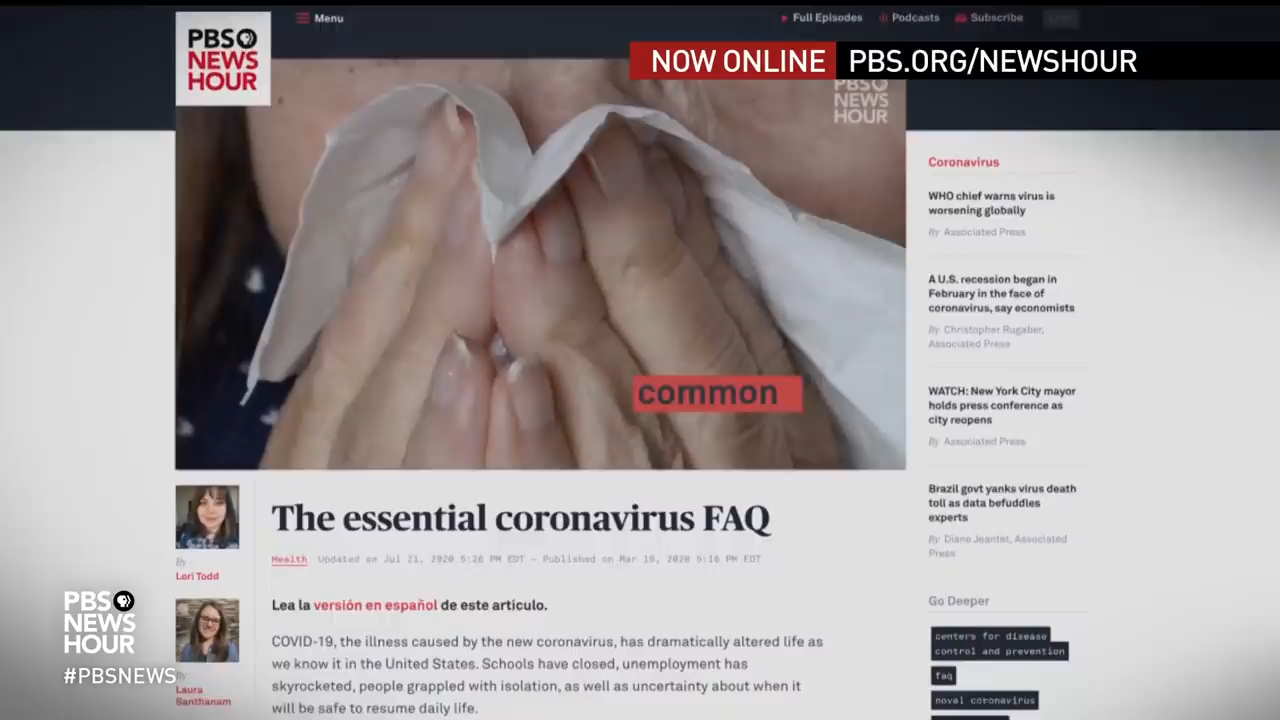 PBS
NEWS
HOUR
Menu
Full Episodes
Podcasts
Subscribe
NOW ONLINE
PBS.ORG/NEWSHOUR
PBS
NEWS
HOUR
common
Coronavirus
WHO chief warns virus is
worsening globally
By Associated Press
A U.S. recession began in
February in the face of
coronavirus, say economists
By Christopher Rugaber,
Associated Press
WATCH: New York City mayor
holds press conference as
city reopens
By Associated Press
Brazil govt yanks virus death
toll as data befuddles
experts
By Diane Jeantet, Associated
Press
Go Deeper
centers for disease
control and prevention
faq
novel coronavirus
By
Lori Todd
By
Laura
Santhanam
The essential coronavirus FAQ
Health Updated on Jul 21, 2020 5:26 PM EDT — Published on Mar 19, 2020 5:16 PM EDT
Lea la versión en español de este artículo.
COVID-19, the illness caused by the new coronavirus, has dramatically altered life as
we know it in the United States. Schools have closed, unemployment has
skyrocketed, people grappled with isolation, as well as uncertainty about when it
will be safe to resume daily life.
PBS
NEWS
HOUR
#PBSNEWS